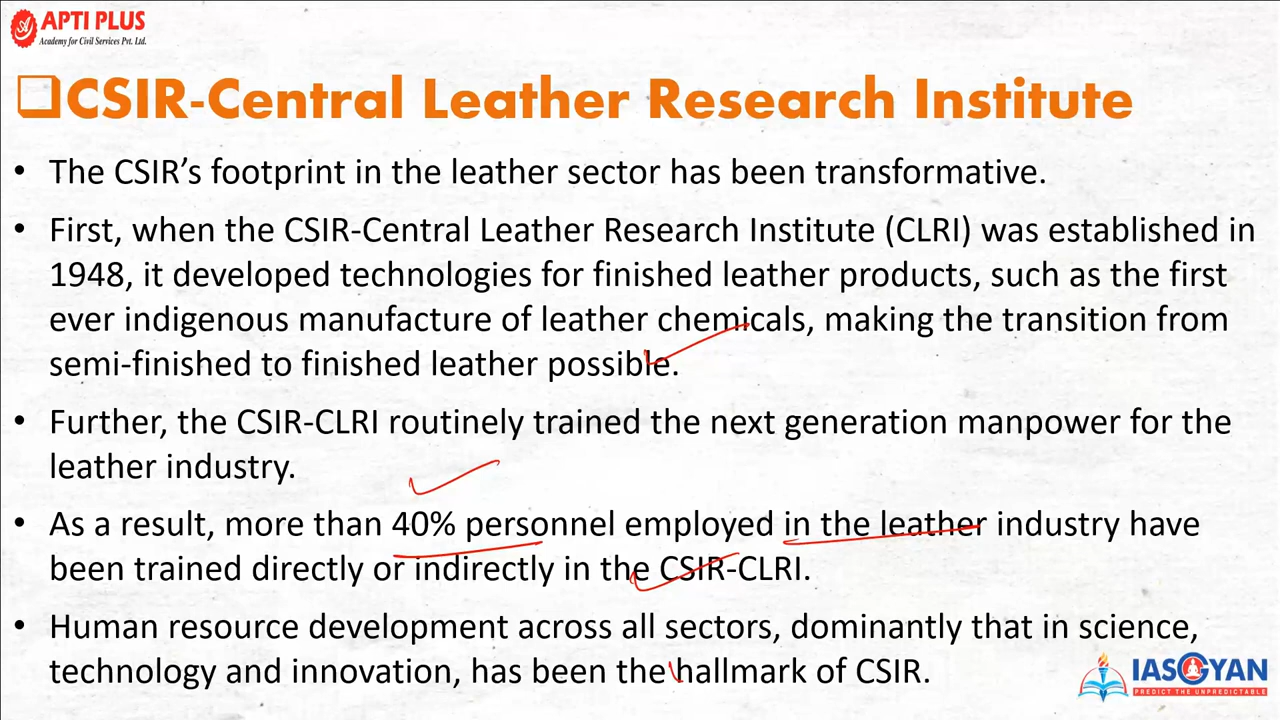 APTI PLUS
Academy for Civil Services Pvt. Ltd.
❑CSIR-Central Leather Research Institute
• The CSIR’s footprint in the leather sector has been transformative.
• First, when the CSIR-Central Leather Research Institute (CLRI) was established in
1948, it developed technologies for finished leather products, such as the first
ever indigenous manufacture of leather chemicals, making the transition from
semi-finished to finished leather possible.
• Further, the CSIR-CLRI routinely trained the next generation manpower for the
leather industry.
• As a result, more than 40% personnel employed in the leather industry have
been trained directly or indirectly in the CSIR-CLRI.
• Human resource development across all sectors, dominantly that in science,
technology and innovation, has been the hallmark of CSIR.
IASGYAN
PREDICT THE UNPREDICTABLE